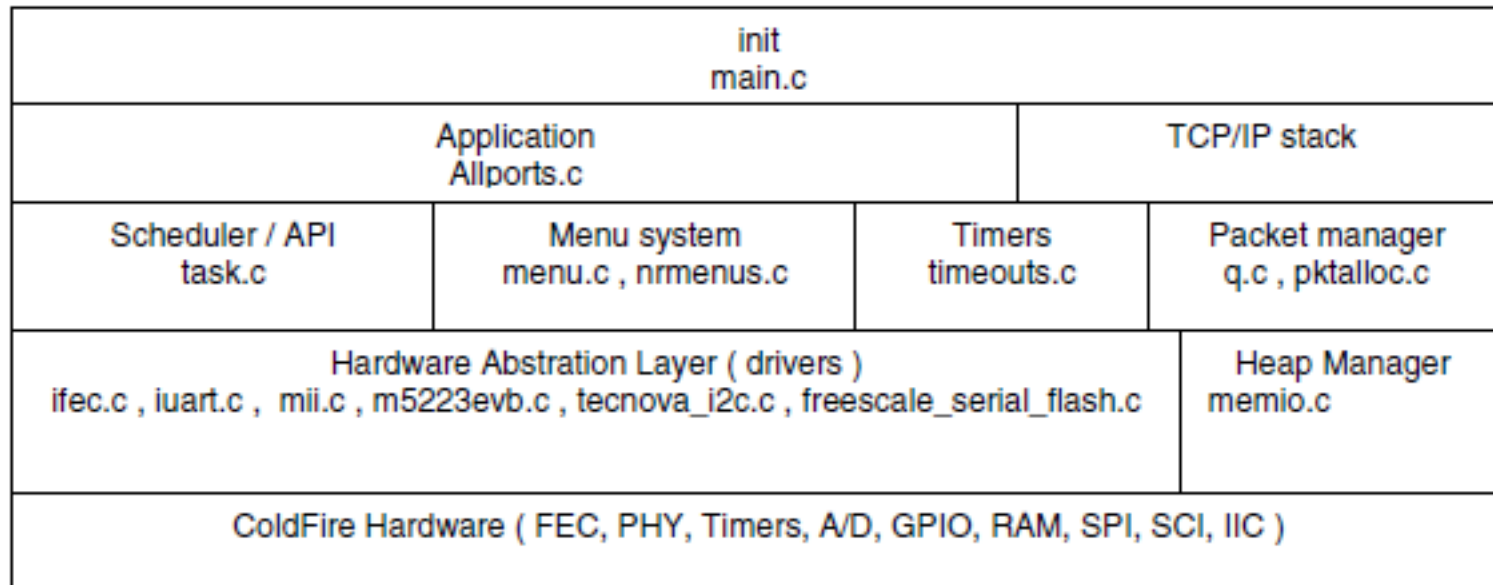 init
main.c
Application
Allports.c
TCP/IP stack
Scheduler / API
task.c
Menu system
menu.c , nrmenus.c
Timers
timeouts.c
Packet manager
q.c , pktalloc.c
Hardware Abstration Layer ( drivers )
ifec.c , iuart.c , mii.c , m5223evb.c , tecnova_i2c.c , freescale_serial_flash.c
Heap Manager
memio.c
ColdFire Hardware ( FEC, PHY, Timers, A/D, GPIO, RAM, SPI, SCI, IIC )